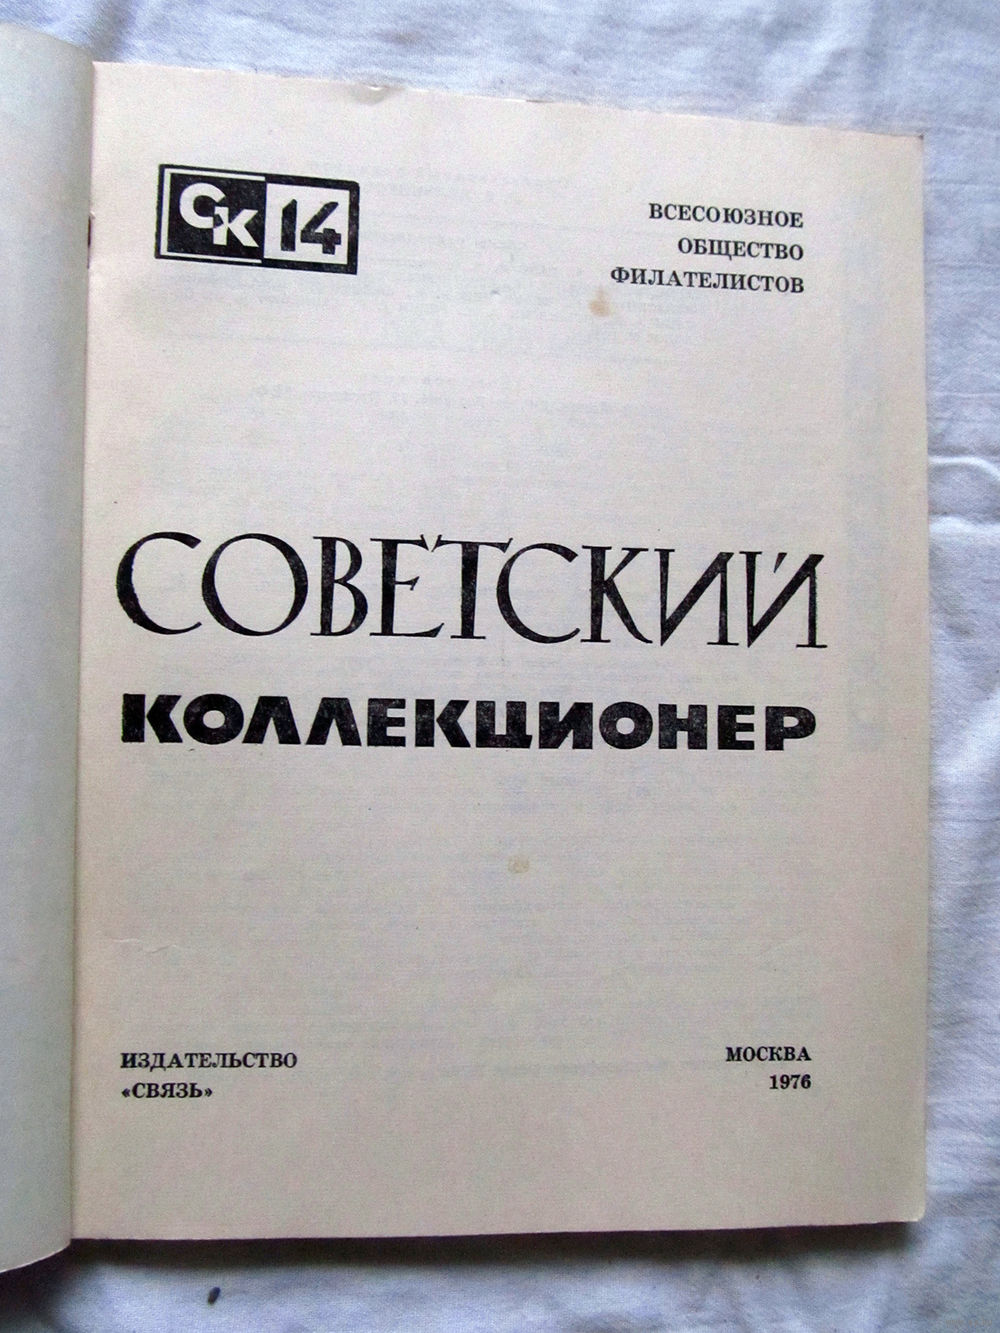 СК 14
ВСЕСОЮЗНОЕ
ОБЩЕСТВО
ФИЛАТЕЛИСТОВ
СОВЕТСКИЙ
КОЛЛЕКЦИОНЕР
ИЗДАТЕЛЬСТВО
«СВЯЗЬ»
МОСКВА
1976